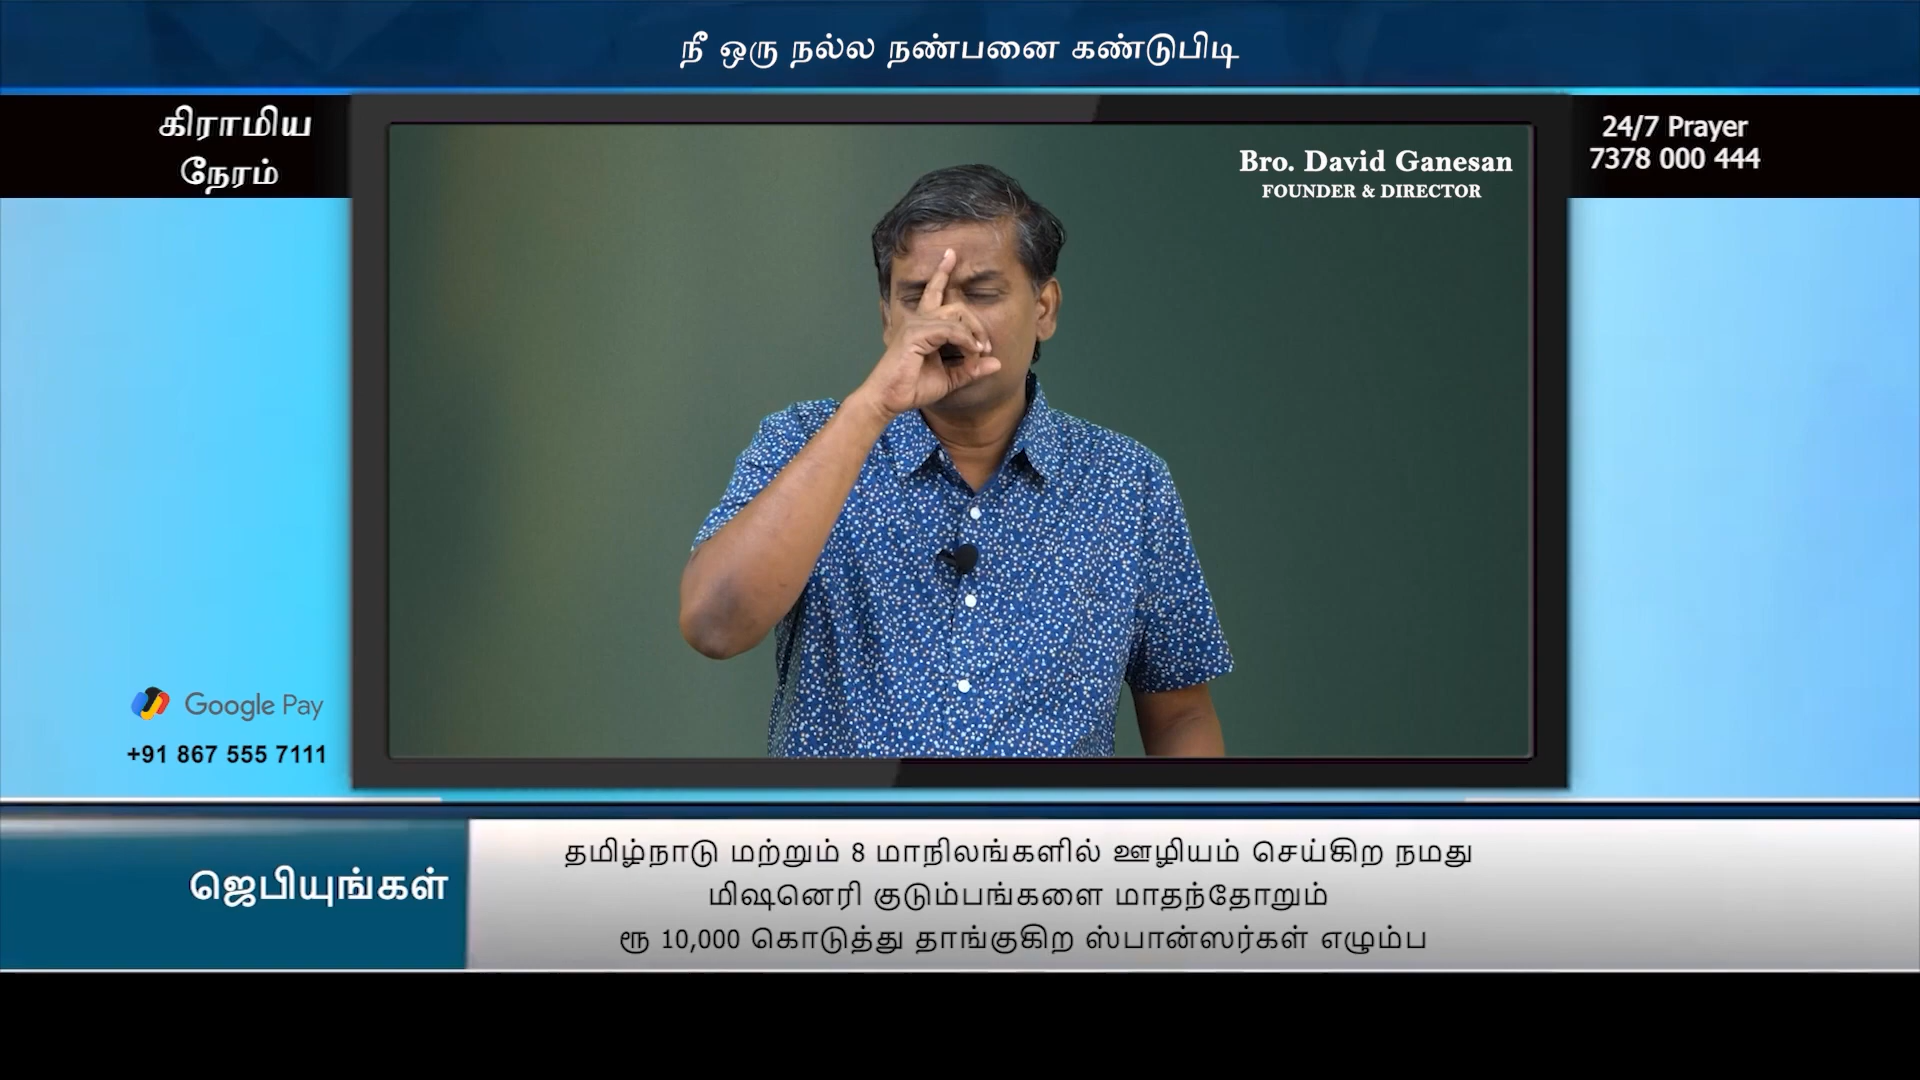 நீ ஒரு நல்ல நண்பனை கண்டுபிடி
கிராமிய
நேரம்
24/7 Prayer
7378 000 444
Bro. David Ganesan
FOUNDER & DIRECTOR
Google Pay
+91 867 555 7111
ஜெபியுங்கள்
தமிழ்நாடு மற்றும் 8 மாநிலங்களில் ஊழியம் செய்கிற நமது
மிஷனெரி குடும்பங்களை மாதந்தோறும்
ரூ 10,000 கொடுத்து தாங்குகிற ஸ்பான்ஸர்கள் எழும்ப